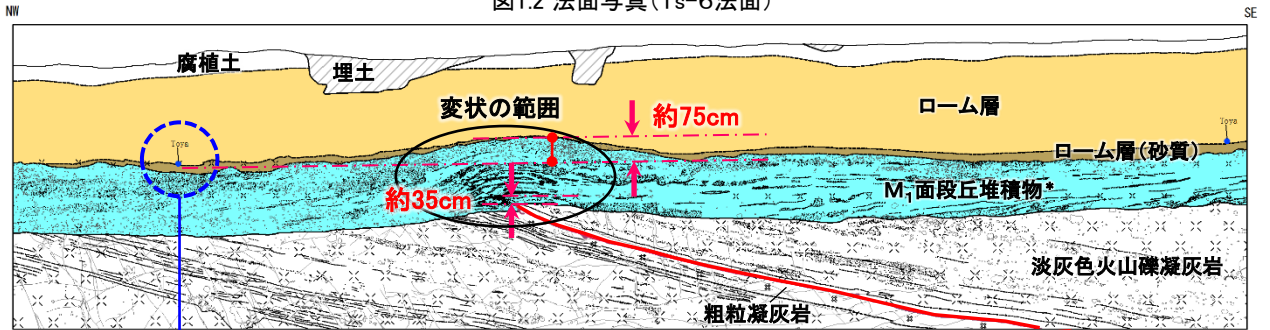 図1.2 法面写真(Ts-6法面)
NW
SE
腐植土
埋土
変状の範囲
約75cm
ローム層
Toya
Toya
ローム層(砂質)
約35cm
M₁面段丘堆積物*
淡灰色火山礫凝灰岩
粗粒凝灰岩